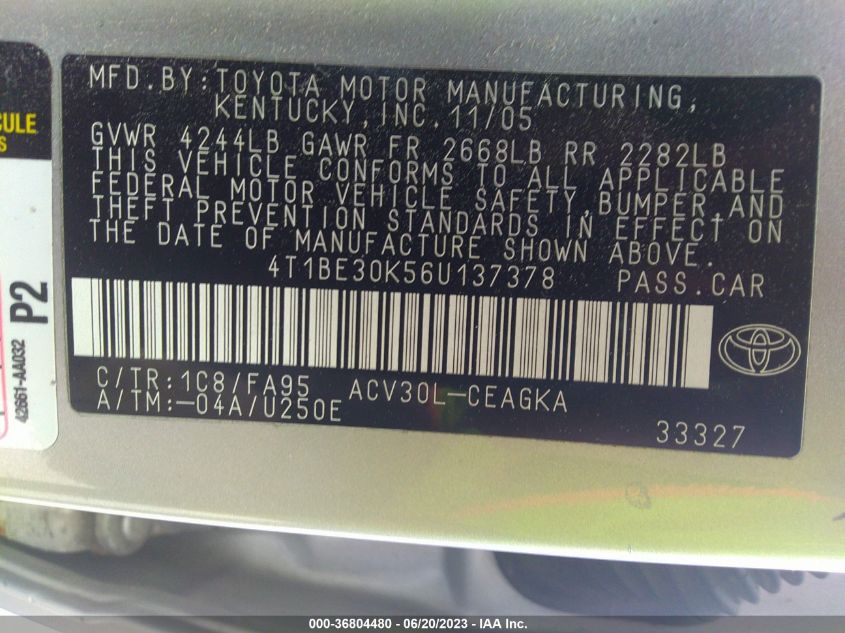 MFD.BY:TOYOTA MOTOR MANUFACTURING,
KENTUCKY,INC.11/05
GVWR 4244LB GAWR FR 2668LB RR 2282LB
THIS VEHICLE CONFORMS TO ALL APPLICABLE
FEDERAL MOTOR VEHICLE SAFETY,BUMPER,AND
THEFT PREVENTION STANDARDS IN EFFECT ON
THE DATE OF MANUFACTURE SHOWN ABOVE.
4T1BE30K56U137378 PASS.CAR
C/TR:1C8/FA95 ACV30L-CEAGKA
A/TM:-04A/U250E
33327
CULE
S
P2
42661-AA032
000-36804480 - 06/20/2023 - IAA Inc.